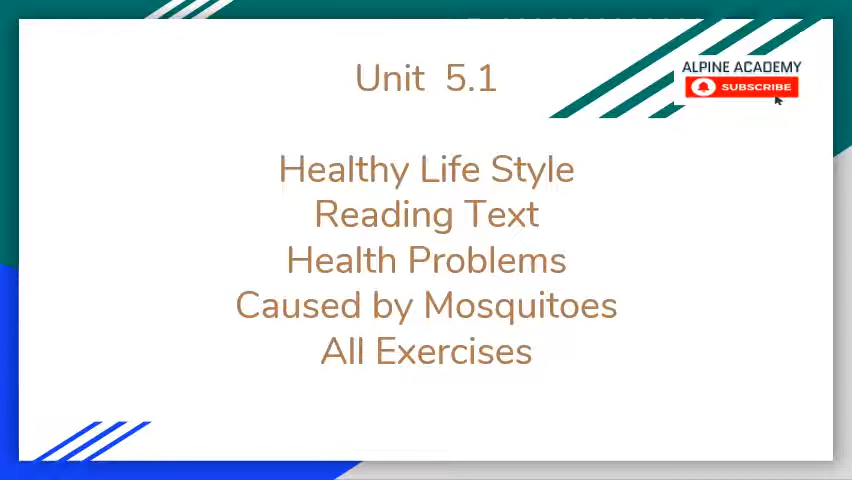 Unit 5.1
ALPINE ACADEMY
SUBSCRIBE
Healthy Life Style
Reading Text
Health Problems
Caused by Mosquitoes
All Exercises